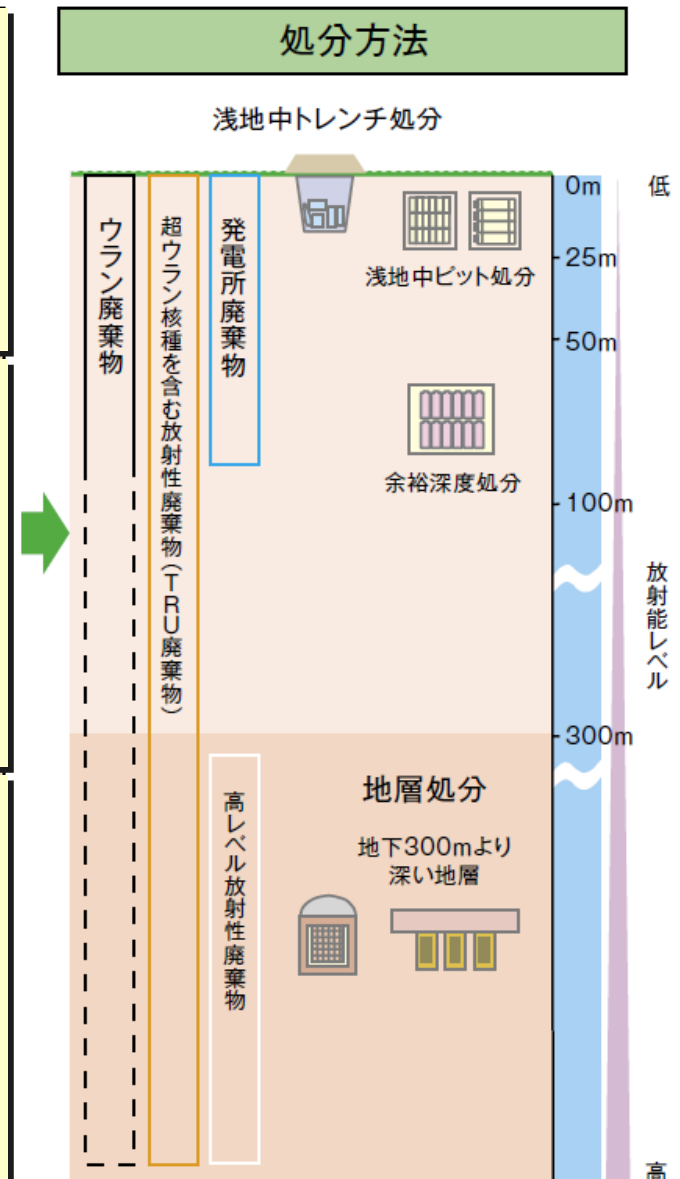 処分方法
浅地中トレンチ処分
0m
低
ウラン廃棄物
超ウラン核種を含む放射性廃棄物(TRU廃棄物)
発電所廃棄物
25m
浅地中ピット処分
50m
余裕深度処分
100m
放射能レベル
300m
地層処分
地下300mより
深い地層
高レベル放射性廃棄物
高